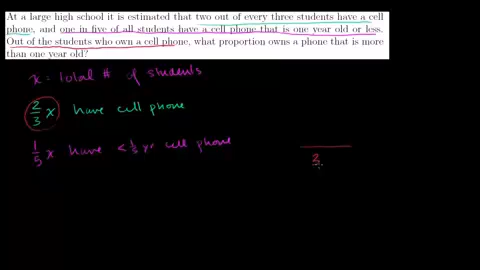 At a large high school it is estimated that two out of every three students have a cell
phone, and one in five of all students have a cell phone that is one year old or less.
Out of the students who own a cell phone, what proportion owns a phone that is more
than one year old?
x = total # of students
2/3 x have cell phone
1/5 x have < 1 yr cell phone
3